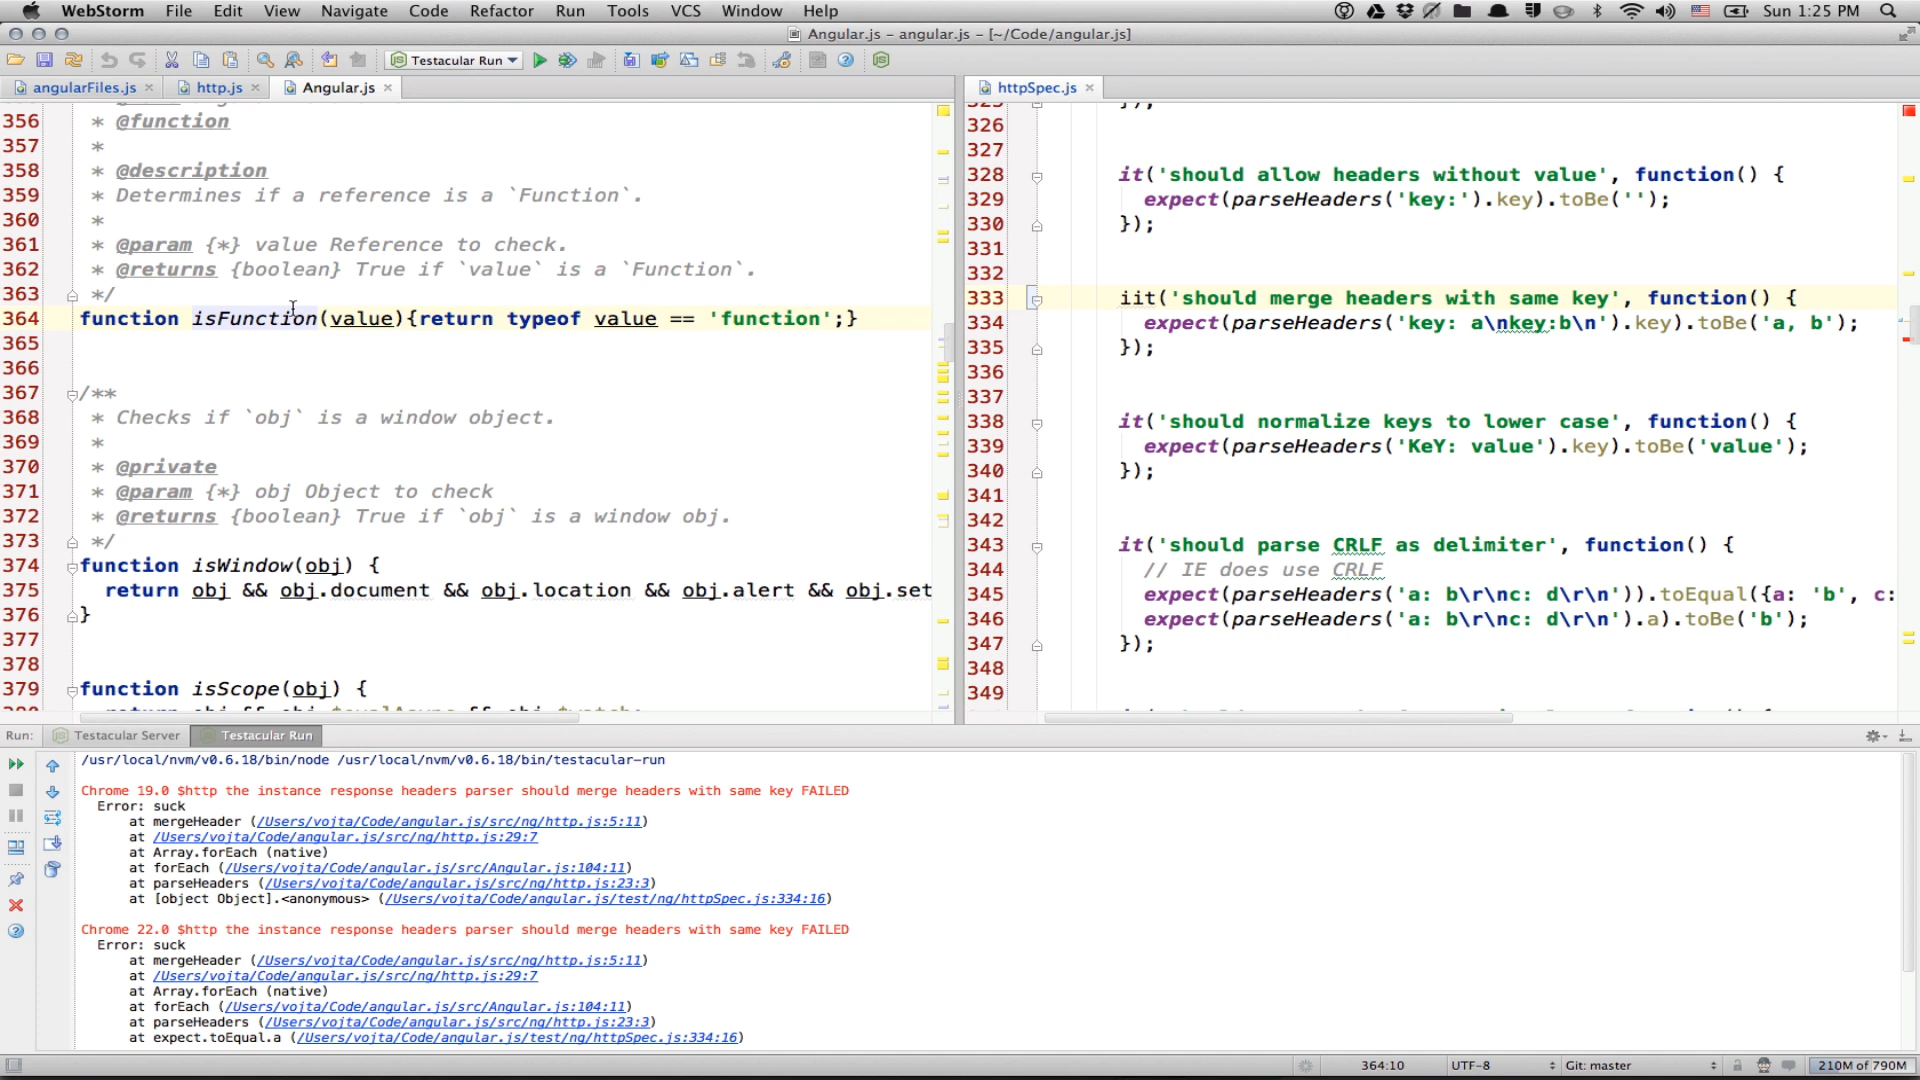 WebStorm File Edit View Navigate Code Refactor Run Tools VCS Window Help Sun 1:25 PM
Angular.js - angular.js - [~/Code/angular.js]
Testacular Run
angularFiles.js http.js Angular.js
356 * @function
357 *
358 * @description
359 * Determines if a reference is a `Function`.
360 *
361 * @param {*} value Reference to check.
362 * @returns {boolean} True if `value` is a `Function`.
363 */
364 function isFunction(value){return typeof value == 'function';}
365
366
367 /**
368 * Checks if `obj` is a window object.
369 *
370 * @private
371 * @param {*} obj Object to check
372 * @returns {boolean} True if `obj` is a window obj.
373 */
374 function isWindow(obj) {
375 return obj && obj.document && obj.location && obj.alert && obj.set
376 }
377
378
379 function isScope(obj) {
httpSpec.js
325 });
326
327
328 it('should allow headers without value', function() {
329 expect(parseHeaders('key:').key).toBe('');
330 });
331
332
333 iit('should merge headers with same key', function() {
334 expect(parseHeaders('key: a\nkey:b\n').key).toBe('a, b');
335 });
336
337
338 it('should normalize keys to lower case', function() {
339 expect(parseHeaders('KeY: value').key).toBe('value');
340 });
341
342
343 it('should parse CRLF as delimiter', function() {
344 // IE does use CRLF
345 expect(parseHeaders('a: b\r\nc: d\r\n')).toEqual({a: 'b', c:
346 expect(parseHeaders('a: b\r\nc: d\r\n').a).toBe('b');
347 });
348
349
Run: Testacular Server Testacular Run
/usr/local/nvm/v0.6.18/bin/node /usr/local/nvm/v0.6.18/bin/testacular-run
Chrome 19.0 $http the instance response headers parser should merge headers with same key FAILED
Error: suck
at mergeHeader (/Users/vojta/Code/angular.js/src/ng/http.js:5:11)
at /Users/vojta/Code/angular.js/src/ng/http.js:29:7
at Array.forEach (native)
at forEach (/Users/vojta/Code/angular.js/src/Angular.js:104:11)
at parseHeaders (/Users/vojta/Code/angular.js/src/ng/http.js:23:3)
at [object Object].<anonymous> (/Users/vojta/Code/angular.js/test/ng/httpSpec.js:334:16)
Chrome 22.0 $http the instance response headers parser should merge headers with same key FAILED
Error: suck
at mergeHeader (/Users/vojta/Code/angular.js/src/ng/http.js:5:11)
at /Users/vojta/Code/angular.js/src/ng/http.js:29:7
at Array.forEach (native)
at forEach (/Users/vojta/Code/angular.js/src/Angular.js:104:11)
at parseHeaders (/Users/vojta/Code/angular.js/src/ng/http.js:23:3)
at expect.toEqual.a (/Users/vojta/Code/angular.js/test/ng/httpSpec.js:334:16)
364:10 UTF-8 Git: master 210M of 790M